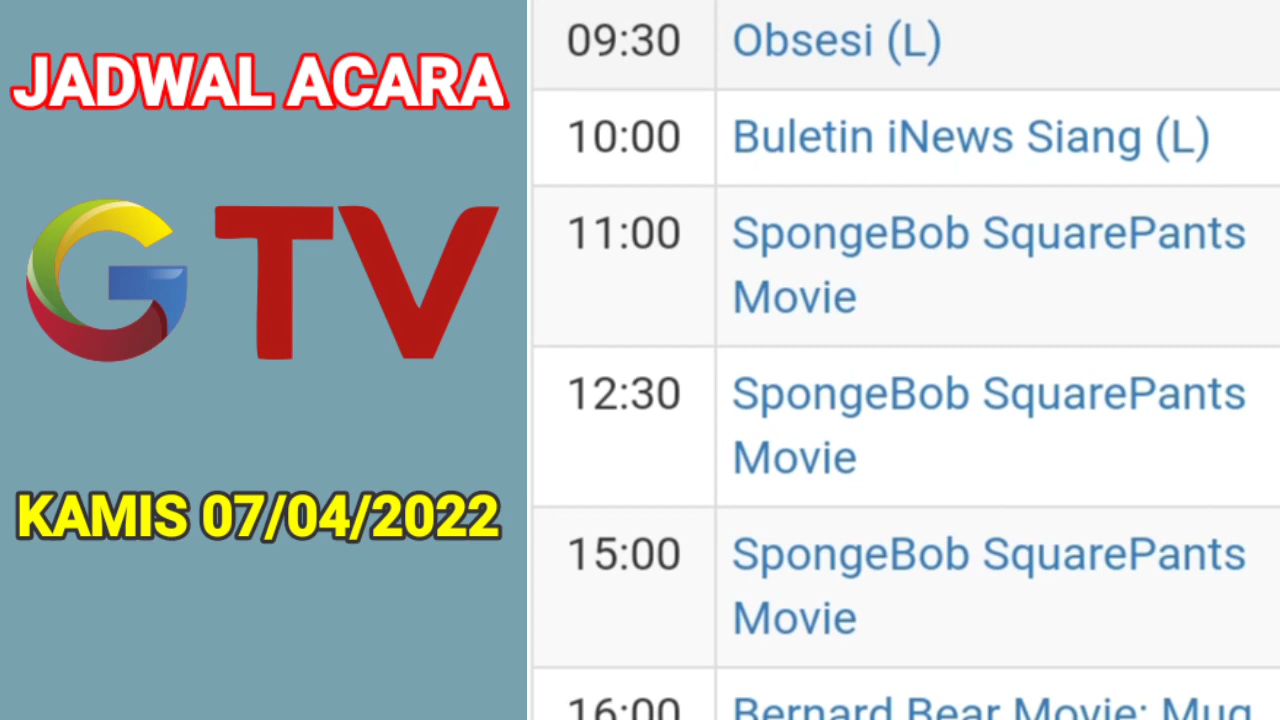 JADWAL ACARA
GTV
KAMIS 07/04/2022
09:30 Obsesi (L)
10:00 Buletin iNews Siang (L)
11:00 SpongeBob SquarePants
Movie
12:30 SpongeBob SquarePants
Movie
15:00 SpongeBob SquarePants
Movie
16:00 Bernard Bear Movie: Mug